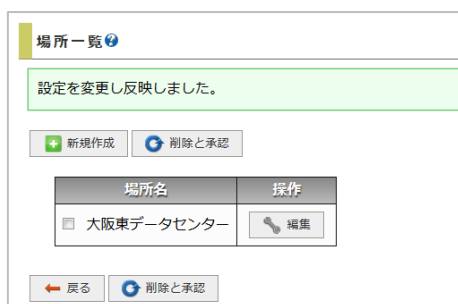 場所一覧?
設定を変更し反映しました。
新規作成 削除と承認
場所名 操作
大阪東データセンター 編集
戻る 削除と承認